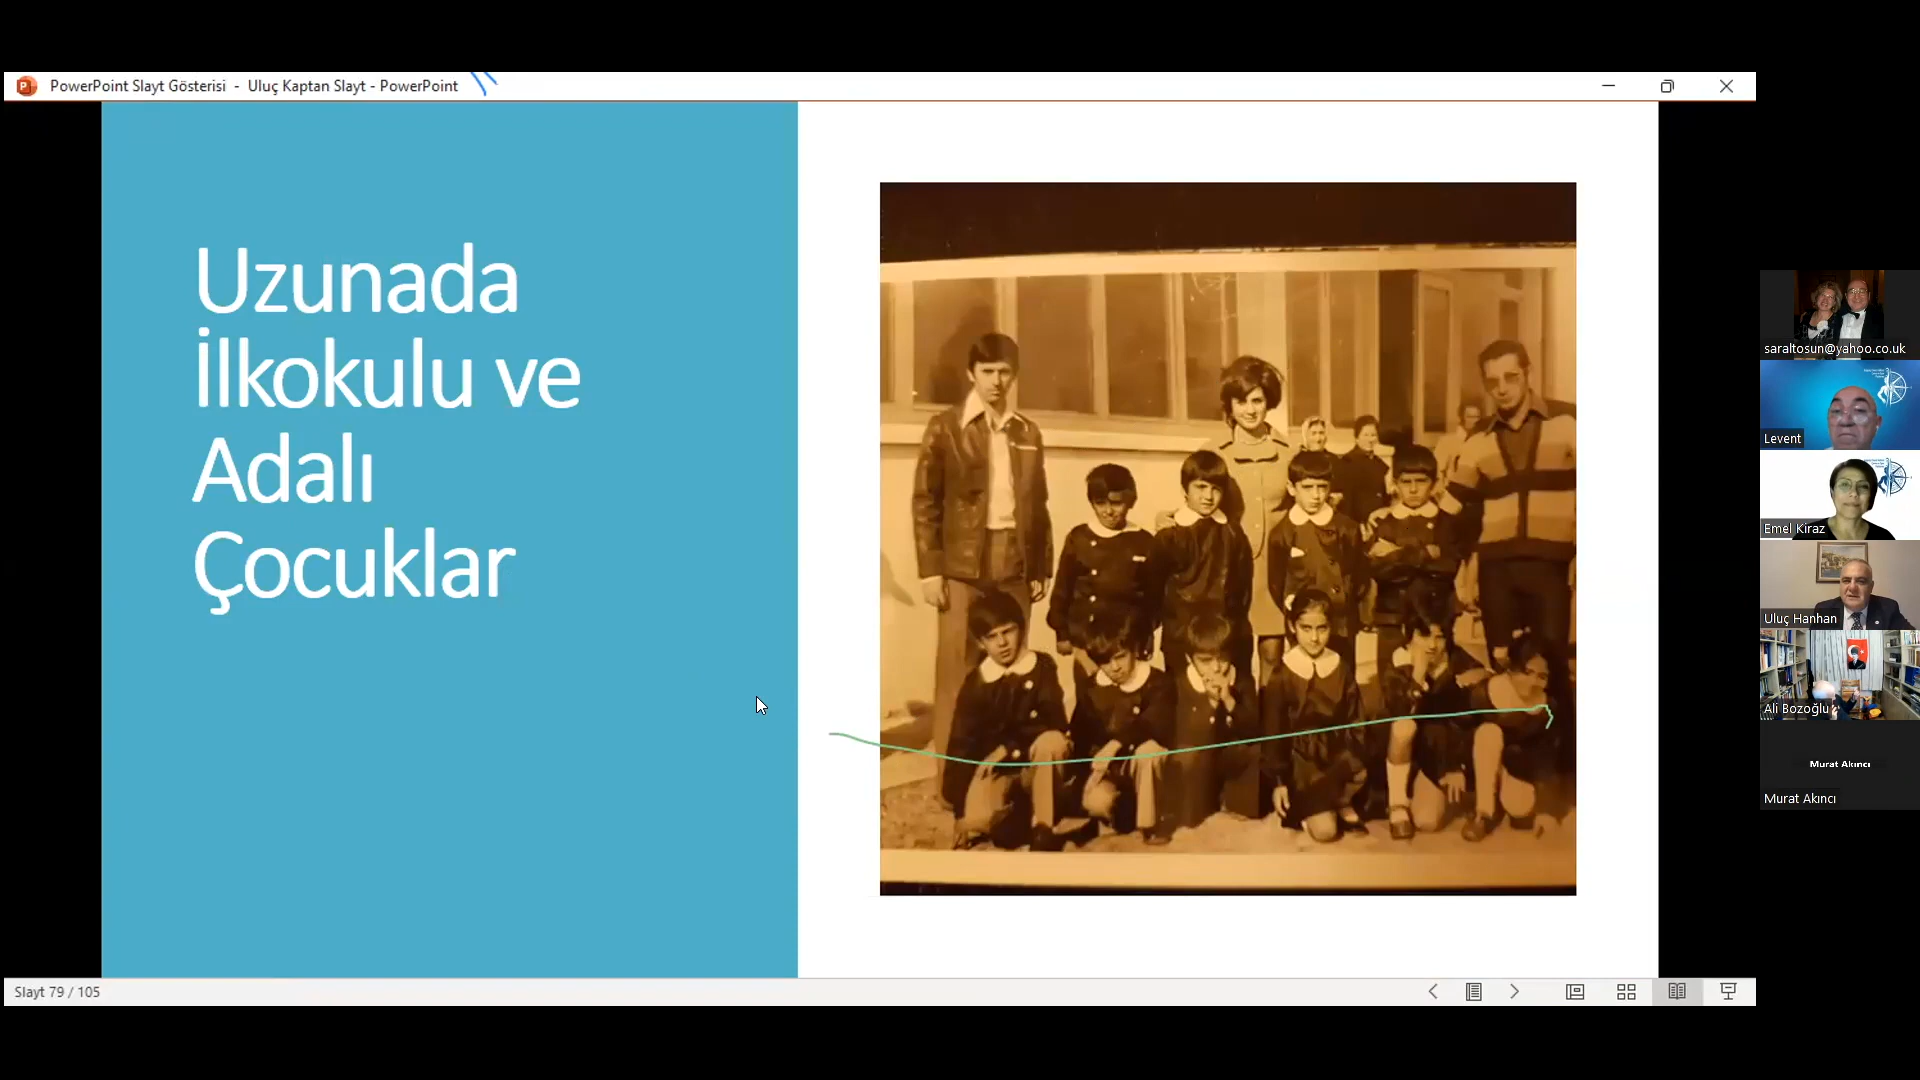 PowerPoint Slayt Gösterisi - Uluç Kaptan Slayt - PowerPoint
Uzunada
İlkokulu ve
Adalı
Çocuklar
saraltosun@yahoo.co.uk
Levent
Emel Kiraz
Uluç Hanhan
Ali Bozoğlu
Murat Akıncı
Murat Akıncı
Slayt 79 / 105